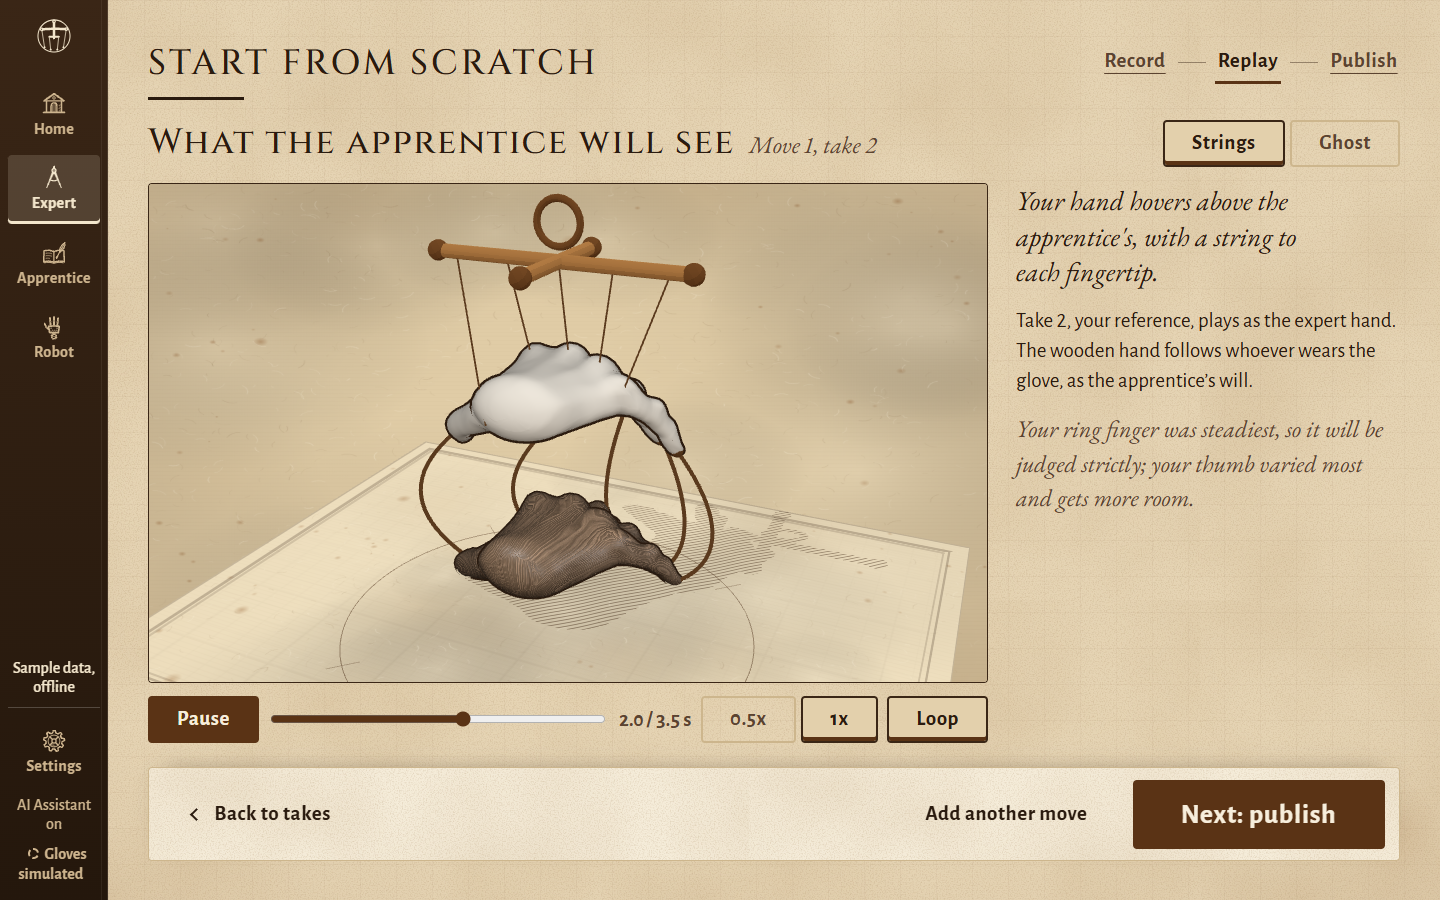 START FROM SCRATCH
Record
Replay
Publish
Home
Expert
Apprentice
Robot
Sample data,
offline
Settings
AI Assistant
on
Gloves
simulated
WHAT THE APPRENTICE WILL SEE Move 1, take 2
Strings
Ghost
Your hand hovers above the
apprentice's, with a string to
each fingertip.
Take 2, your reference, plays as the expert hand.
The wooden hand follows whoever wears the
glove, as the apprentice's will.
Your ring finger was steadiest, so it will be
judged strictly; your thumb varied most
and gets more room.
Pause
2.0 / 3.5 s
0.5x
1x
Loop
Back to takes
Add another move
Next: publish